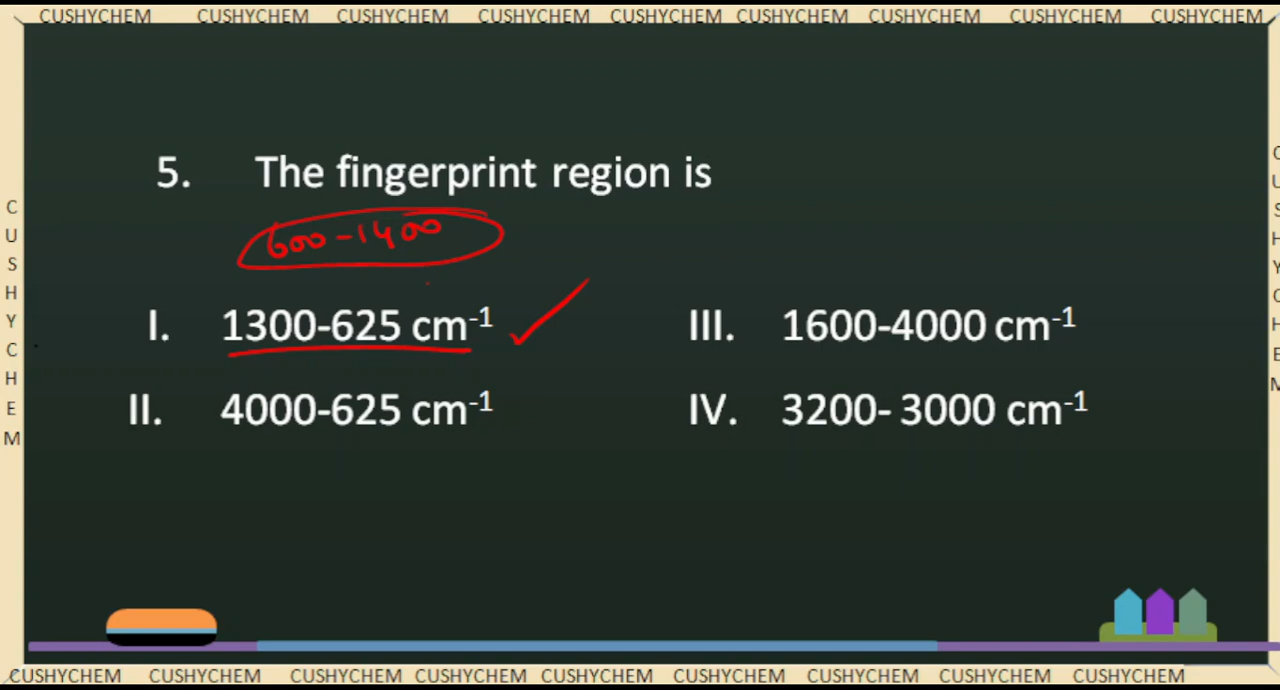 CUSHYCHEM CUSHYCHEM CUSHYCHEM CUSHYCHEM CUSHYCHEM CUSHYCHEM CUSHYCHEM CUSHYCHEM CUSHYCHEM
5. The fingerprint region is
600-1400
I. 1300-625 cm⁻¹ III. 1600-4000 cm⁻¹
II. 4000-625 cm⁻¹ IV. 3200- 3000 cm⁻¹
CUSHYCHEM
CUSHYCHEM
CUSHYCHEM CUSHYCHEM CUSHYCHEM CUSHYCHEM CUSHYCHEM CUSHYCHEM CUSHYCHEM CUSHYCHEM CUSHYCHEM